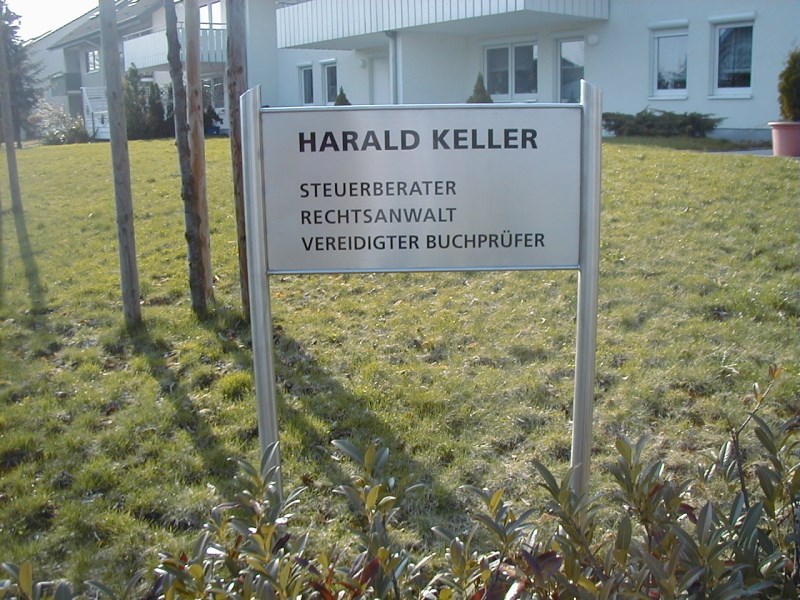 HARALD KELLER
STEUERBERATER
RECHTSANWALT
VEREIDIGTER BUCHPRÜFER